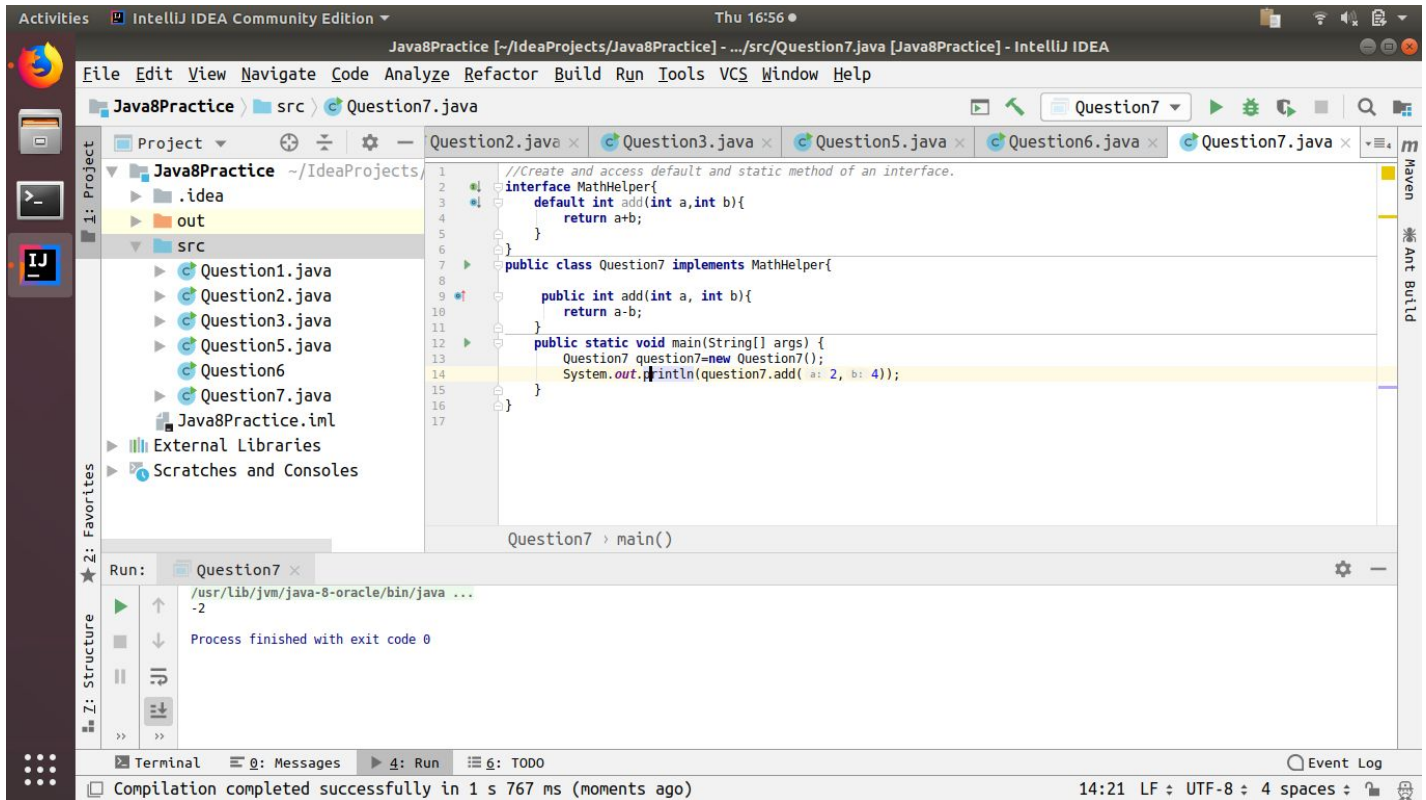 Activities IntelliJ IDEA Community Edition Thu 16:56
Java8Practice [~/IdeaProjects/Java8Practice] - .../src/Question7.java [Java8Practice] - IntelliJ IDEA
File Edit View Navigate Code Analyze Refactor Build Run Tools VCS Window Help
Java8Practice src Question7.java Question7
Project Question2.java Question3.java Question5.java Question6.java Question7.java
1: Project
Java8Practice ~/IdeaProjects/
.idea
out
src
Question1.java
Question2.java
Question3.java
Question5.java
Question6
Question7.java
Java8Practice.iml
External Libraries
Scratches and Consoles
1 //Create and access default and static method of an interface.
2 interface MathHelper{
3 default int add(int a,int b){
4 return a+b;
5 }
6 }
7 public class Question7 implements MathHelper{
8
9 public int add(int a, int b){
10 return a-b;
11 }
12 public static void main(String[] args) {
13 Question7 question7=new Question7();
14 System.out.println(question7.add( a: 2, b: 4));
15 }
16 }
17
Question7 › main()
m Maven
Ant Build
2: Favorites
Z: Structure
Run: Question7
/usr/lib/jvm/java-8-oracle/bin/java ...
-2
Process finished with exit code 0
Terminal 0: Messages 4: Run 6: TODO Event Log
Compilation completed successfully in 1 s 767 ms (moments ago) 14:21 LF UTF-8 4 spaces
IJ